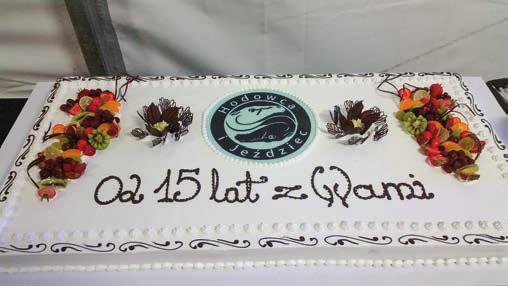 Hodowca
i Jeździec
Od 15 lat z Wami